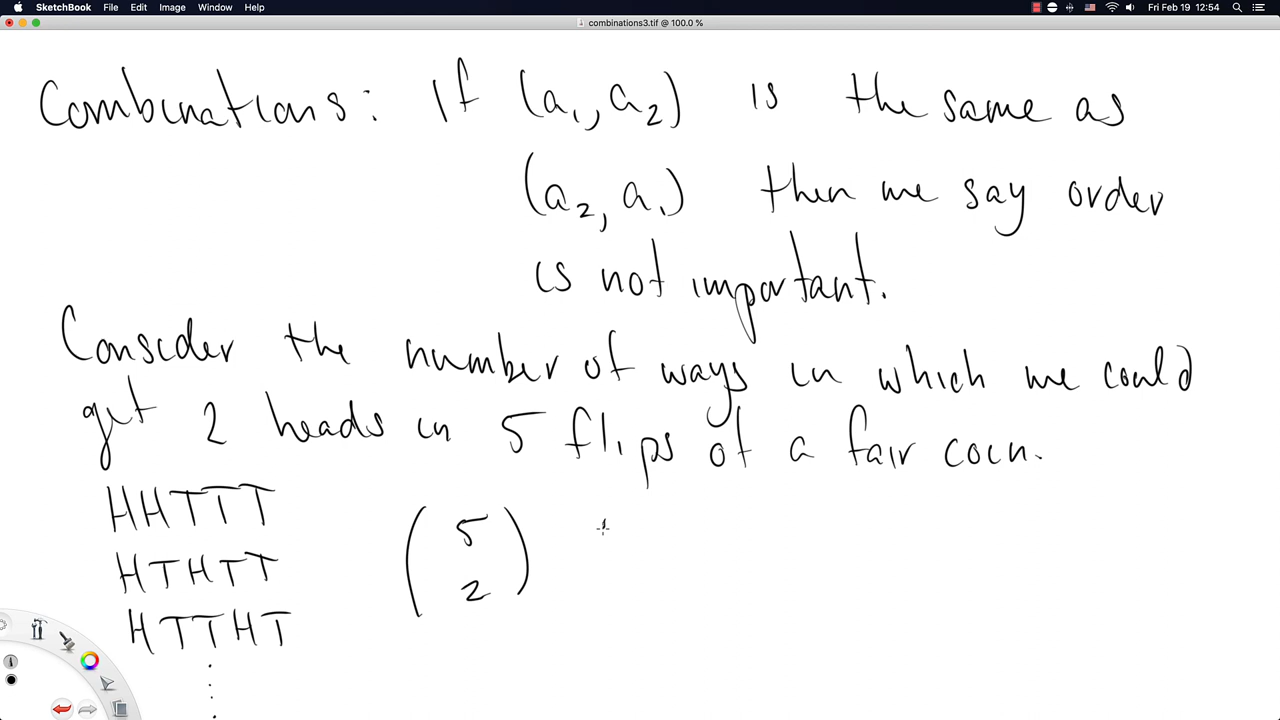 SketchBook File Edit Image Window Help Fri Feb 19 12:54
combinations3.tif @ 100.0 %
Combinations: If (a₁, a₂) is the same as
(a₂, a₁) then we say order
is not important.
Consider the number of ways in which we could
get 2 heads in 5 flips of a fair coin.
HHTTT
(5
2)
HTHTT
HTTHT
⋮